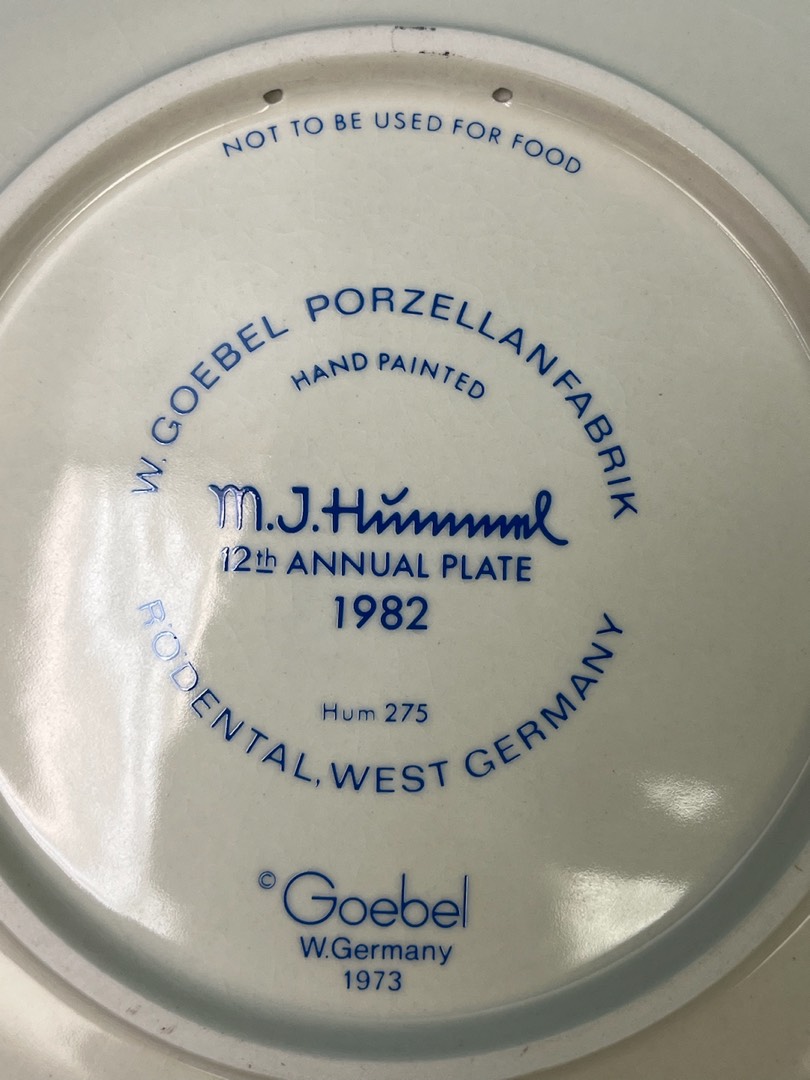 NOT TO BE USED FOR FOOD
W. GOEBEL PORZELLANFABRIK
HAND PAINTED
M.J.Hummel
12th ANNUAL PLATE
1982
Hum 275
RÖDENTAL, WEST GERMANY
© Goebel
W.Germany
1973